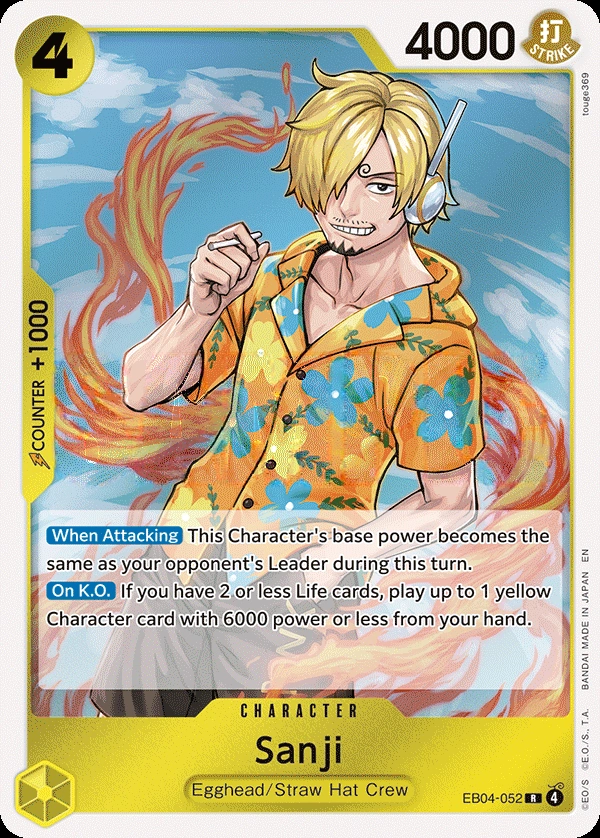 4
4000
打
STRIKE
touge369
COUNTER +1000
When Attacking This Character's base power becomes the
same as your opponent's Leader during this turn.
On K.O. If you have 2 or less Life cards, play up to 1 yellow
Character card with 6000 power or less from your hand.
CHARACTER
Sanji
Egghead/Straw Hat Crew
EB04-052 R 4
©E.O/S ©E.O./S., T.A. BANDAI MADE IN JAPAN EN